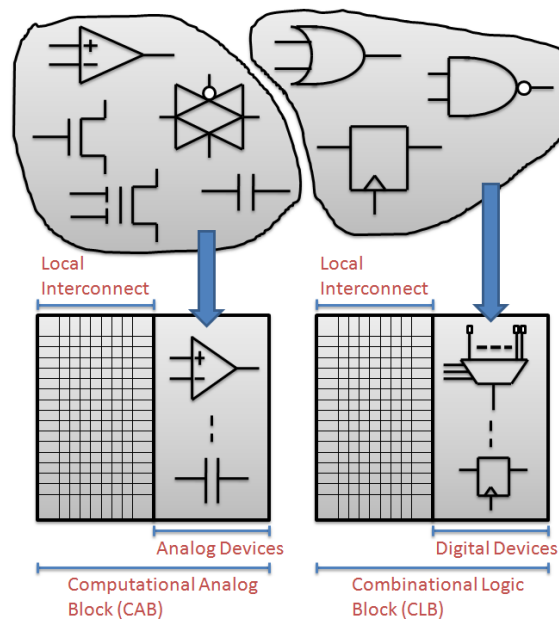 Local
Interconnect
Local
Interconnect
Analog Devices
Digital Devices
Computational Analog
Block (CAB)
Combinational Logic
Block (CLB)